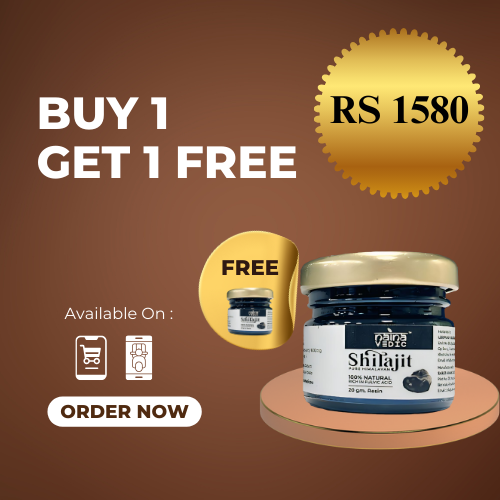 BUY 1
GET 1 FREE
RS 1580
FREE
Shilajit
Available On :
ORDER NOW
naina
VEDIC
Shilajit
PURE HIMALAYAN
100% NATURAL
RICH IN FULVIC ACID
20 gm. Resin